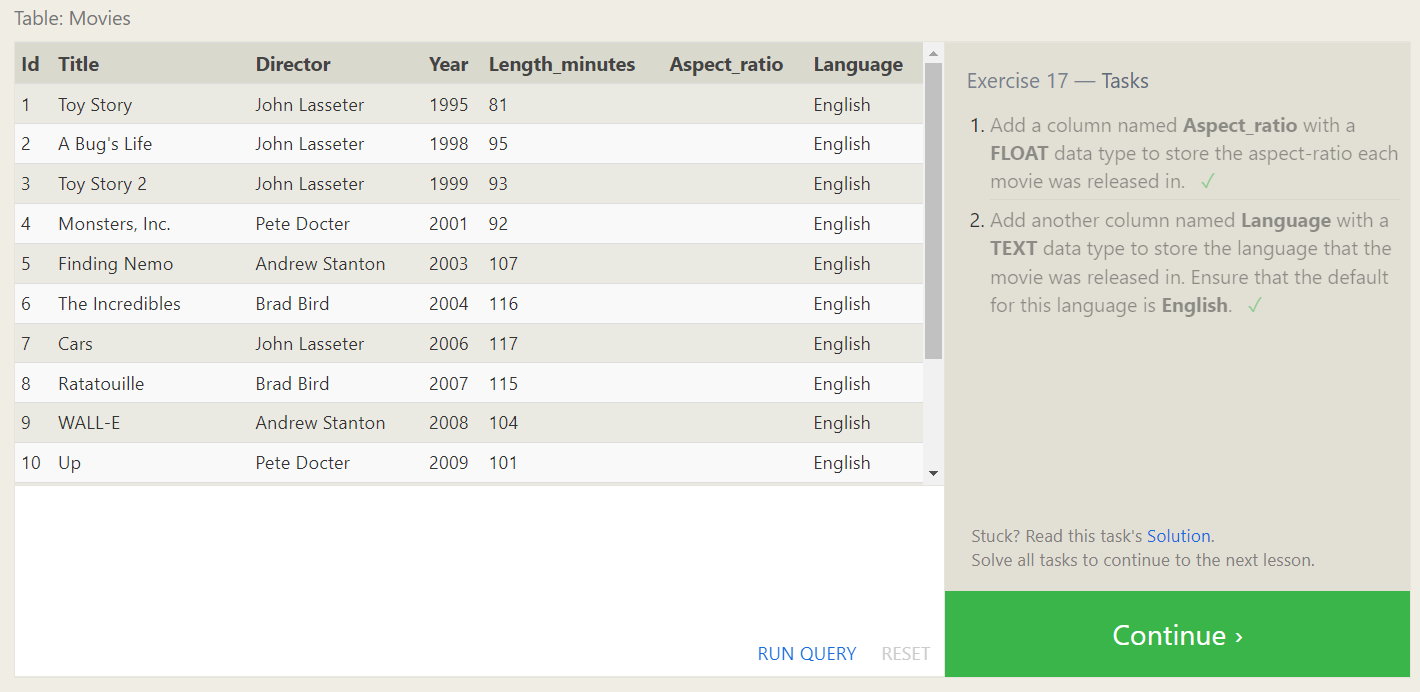 Table: Movies
Id Title Director Year Length_minutes Aspect_ratio Language
1 Toy Story John Lasseter 1995 81 English
2 A Bug's Life John Lasseter 1998 95 English
3 Toy Story 2 John Lasseter 1999 93 English
4 Monsters, Inc. Pete Docter 2001 92 English
5 Finding Nemo Andrew Stanton 2003 107 English
6 The Incredibles Brad Bird 2004 116 English
7 Cars John Lasseter 2006 117 English
8 Ratatouille Brad Bird 2007 115 English
9 WALL-E Andrew Stanton 2008 104 English
10 Up Pete Docter 2009 101 English
RUN QUERY RESET
Exercise 17 — Tasks
1. Add a column named Aspect_ratio with a
FLOAT data type to store the aspect-ratio each
movie was released in. ✓
2. Add another column named Language with a
TEXT data type to store the language that the
movie was released in. Ensure that the default
for this language is English. ✓
Stuck? Read this task's Solution.
Solve all tasks to continue to the next lesson.
Continue ›